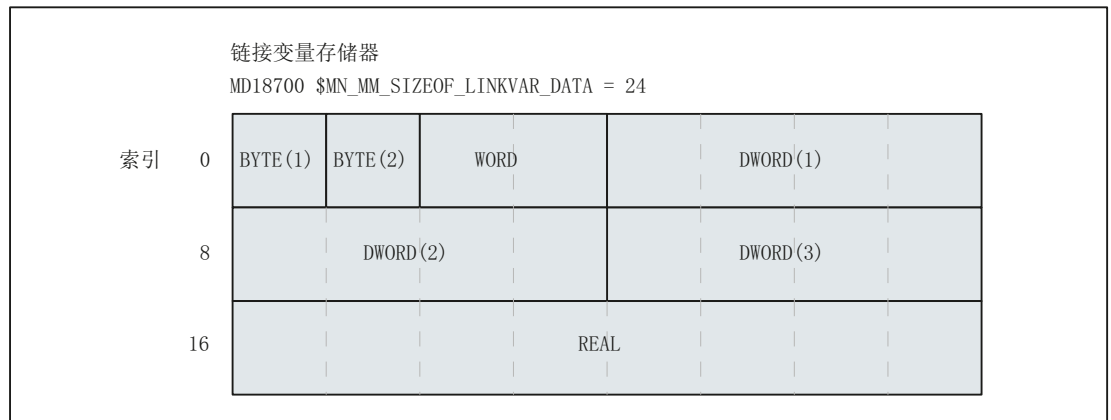 链接变量存储器
MD18700 $MN_MM_SIZEOF_LINKVAR_DATA = 24
索引 0 BYTE(1) BYTE(2) WORD DWORD(1)
8 DWORD(2) DWORD(3)
16 REAL